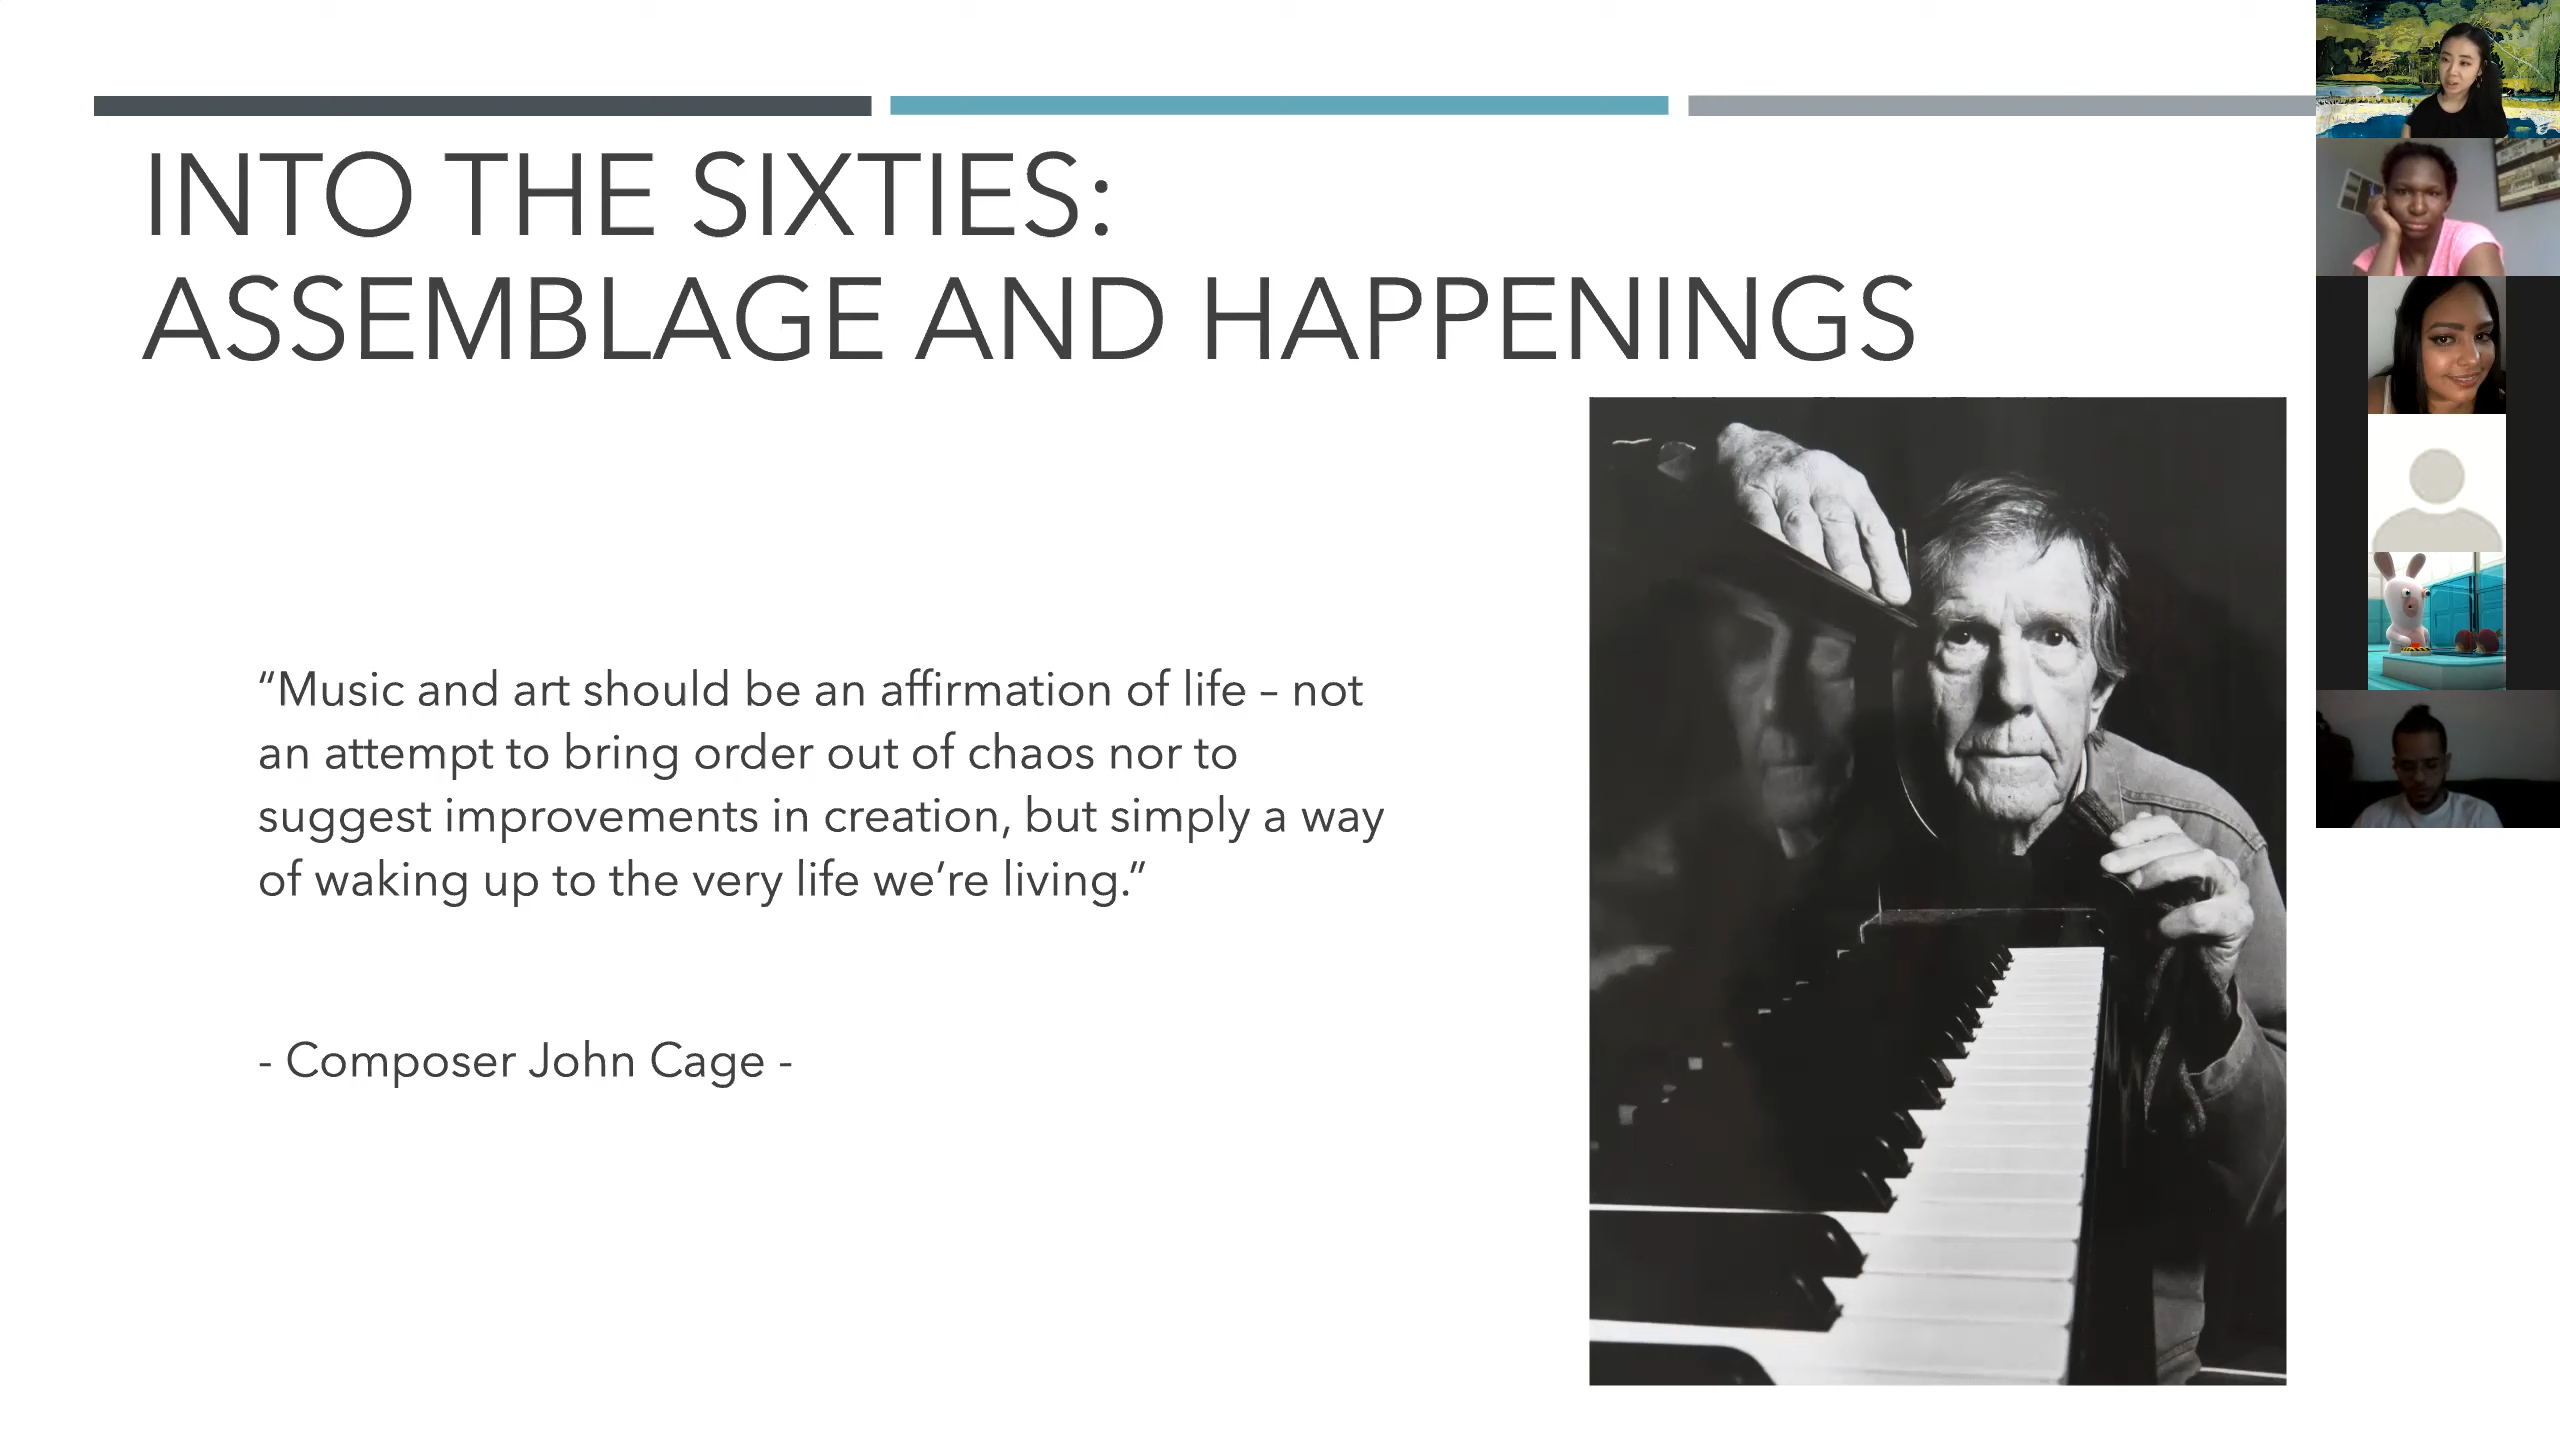 INTO THE SIXTIES:
ASSEMBLAGE AND HAPPENINGS
“Music and art should be an affirmation of life – not
an attempt to bring order out of chaos nor to
suggest improvements in creation, but simply a way
of waking up to the very life we’re living.”
- Composer John Cage -